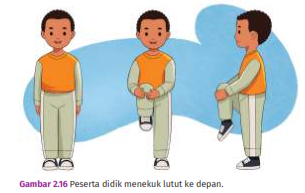 Gambar 2.16 Peserta didik menekuk lutut ke depan.